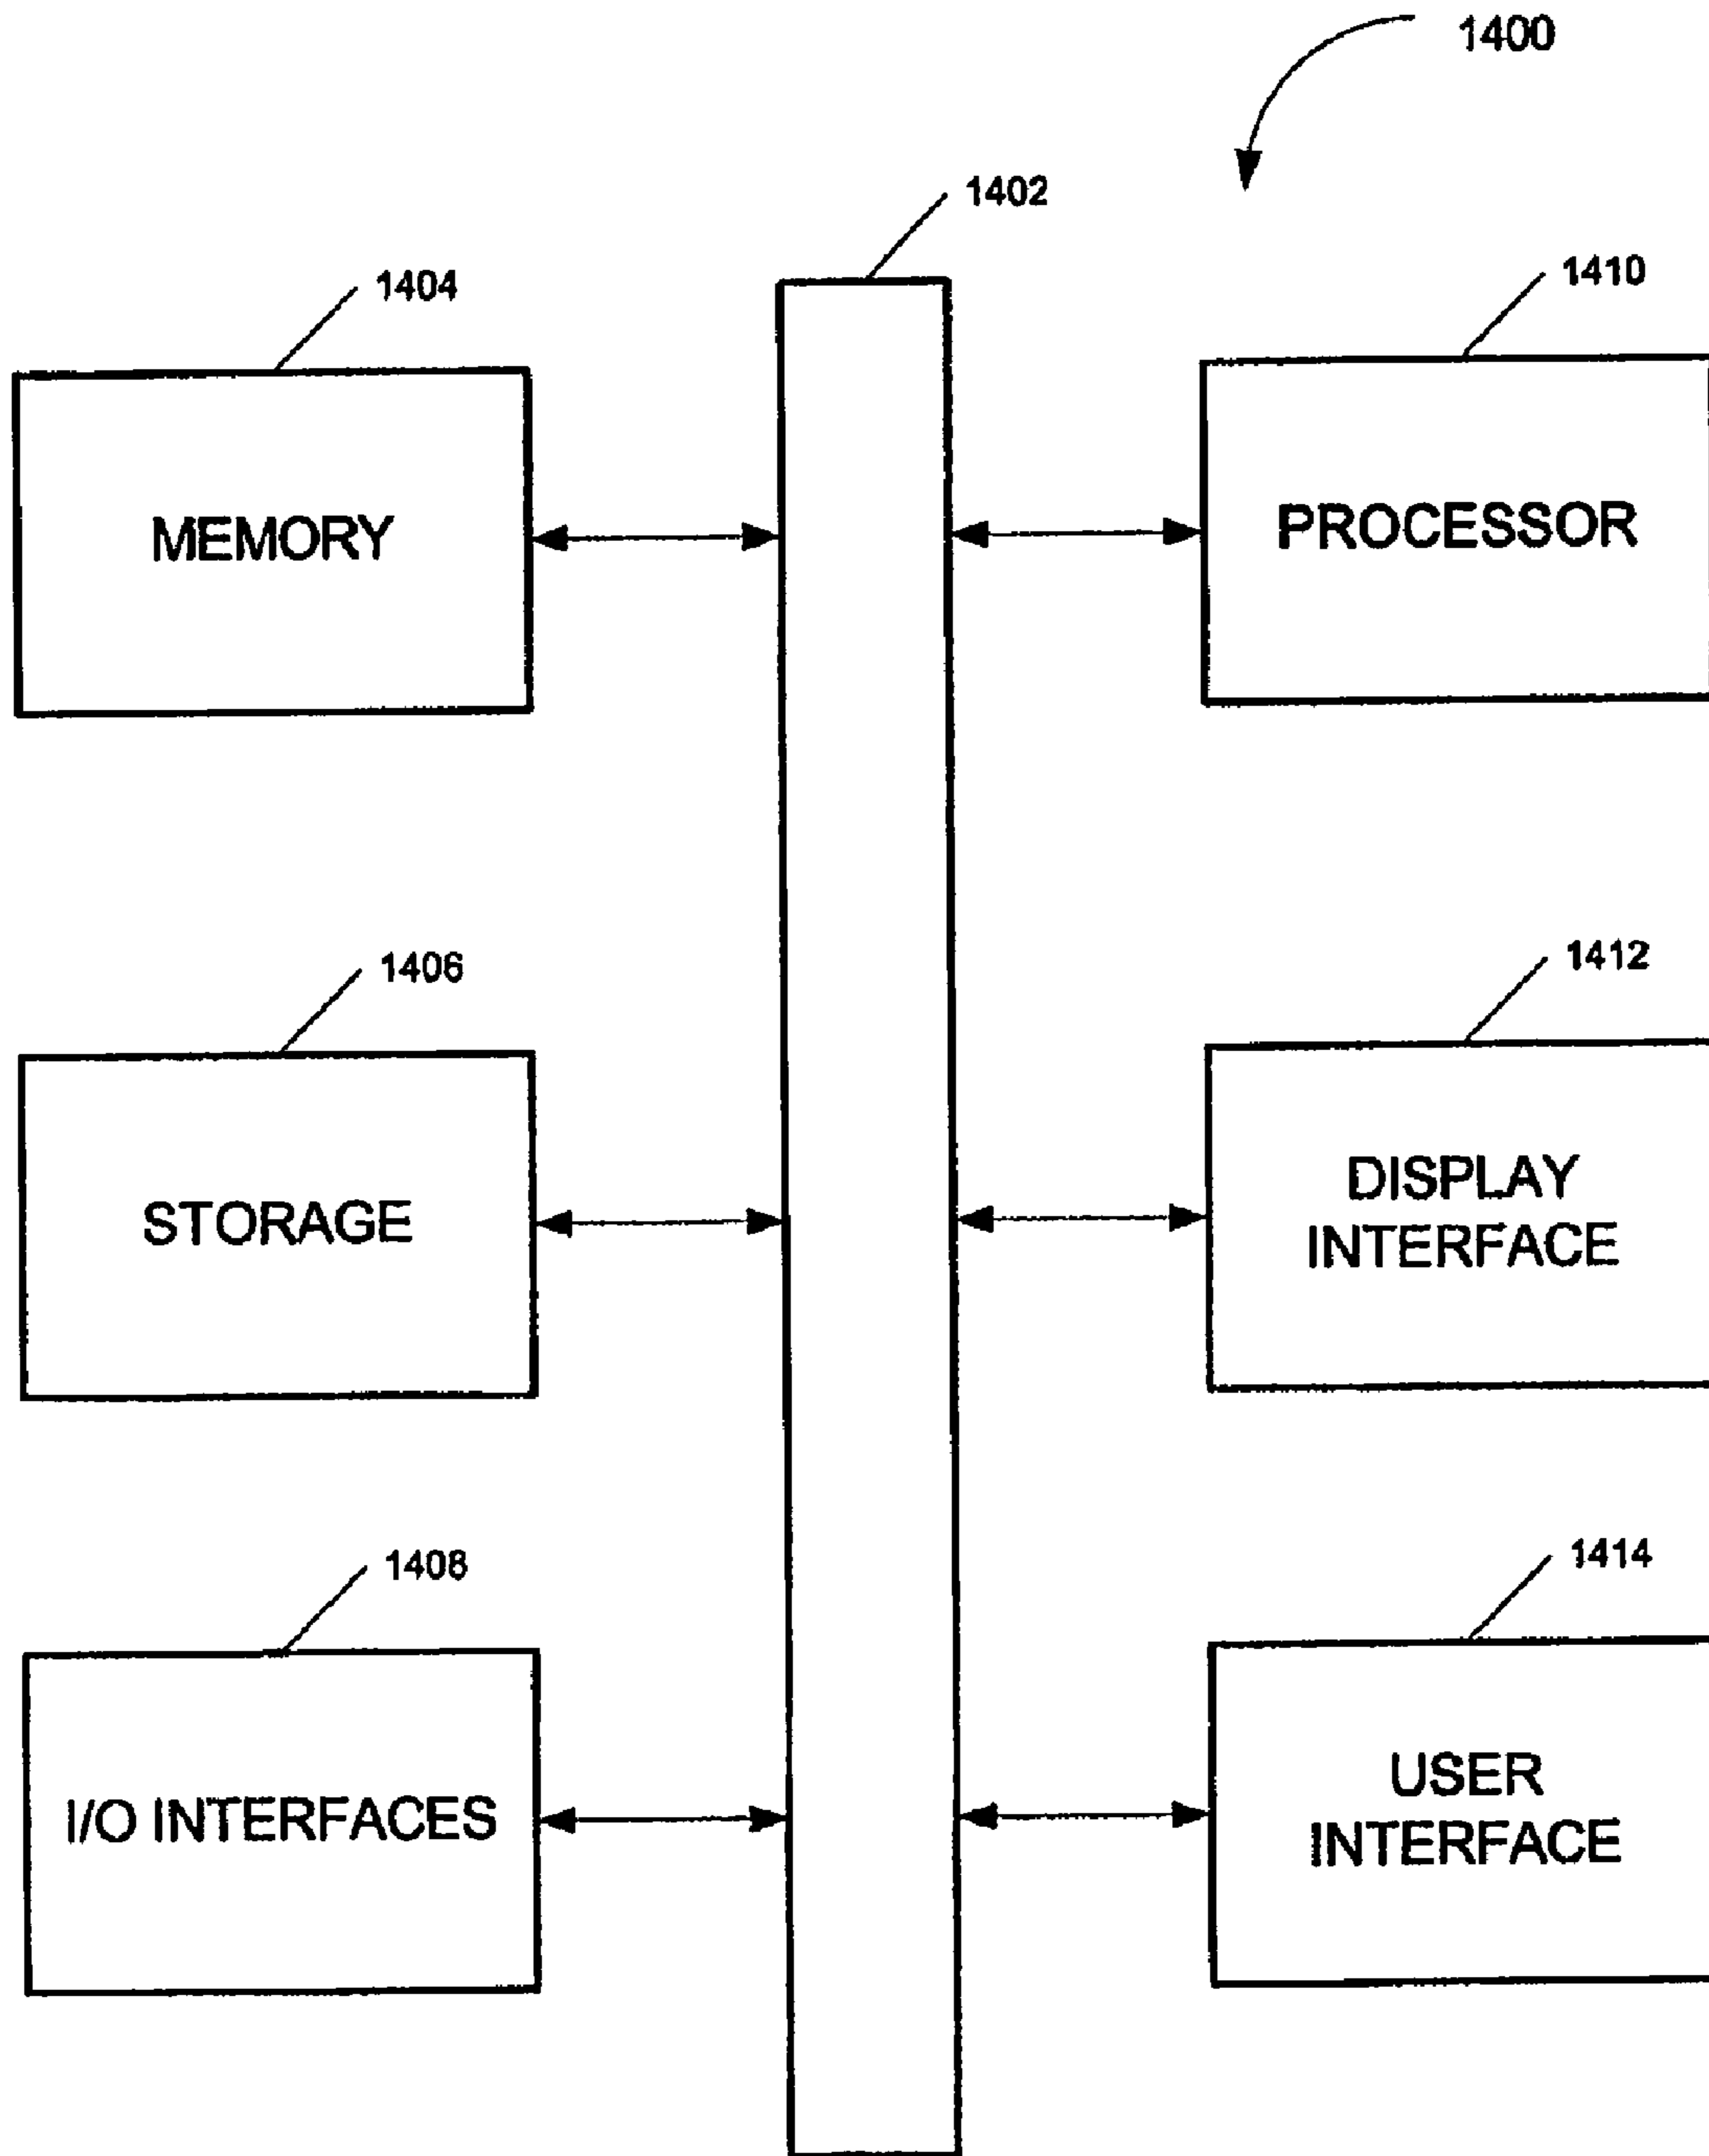 1400
1402
1404
1410
MEMORY
PROCESSOR
1406
1412
STORAGE
DISPLAY
INTERFACE
1408
1414
I/O INTERFACES
USER
INTERFACE